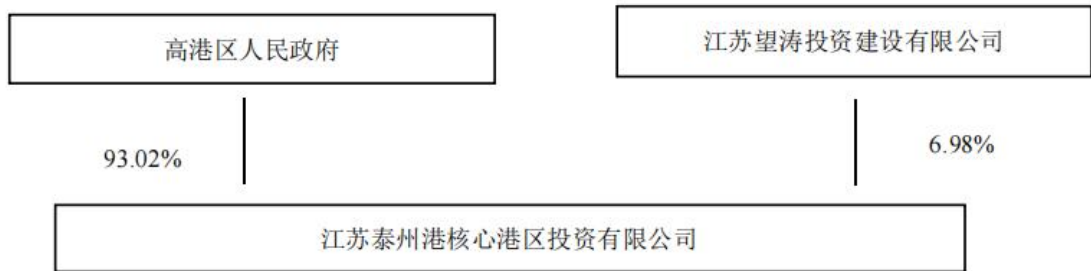 高港区人民政府
江苏望涛投资建设有限公司
93.02%
6.98%
江苏泰州港核心港区投资有限公司